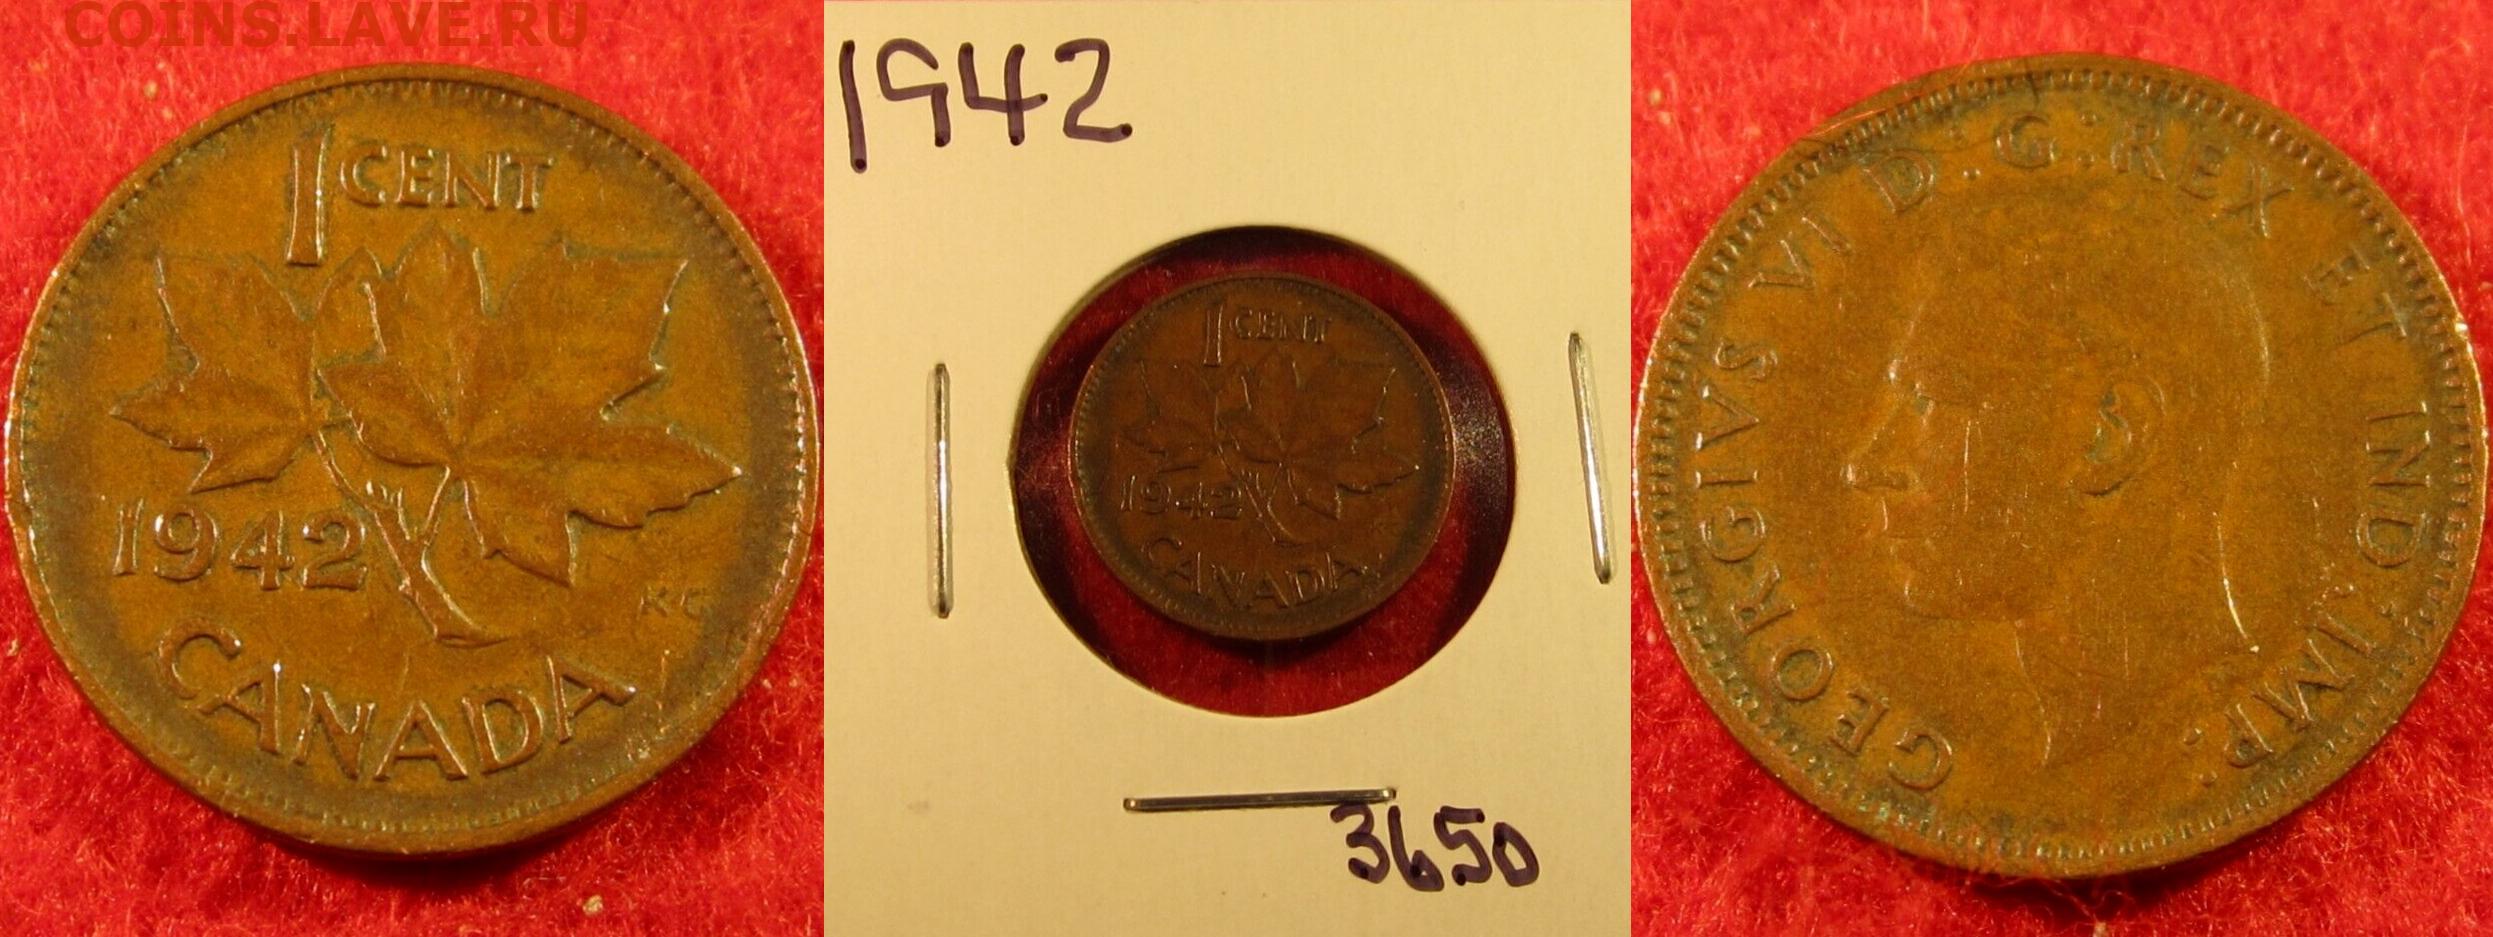 COINS.LAVE.RU
1 CENT
1942
KG
CANADA
1942
1 CENT
1942
CANADA
3650
GEORGIVS VI D:G:REX ET IND:IMP: